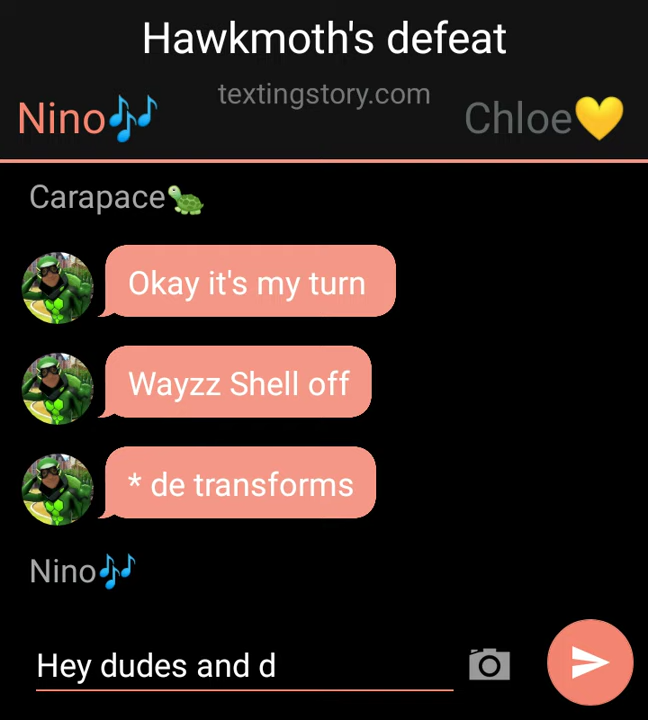 Hawkmoth's defeat
textingstory.com
Nino🎶 Chloe💛
Carapace🐢
Okay it's my turn
Wayzz Shell off
* de transforms
Nino🎶
Hey dudes and d